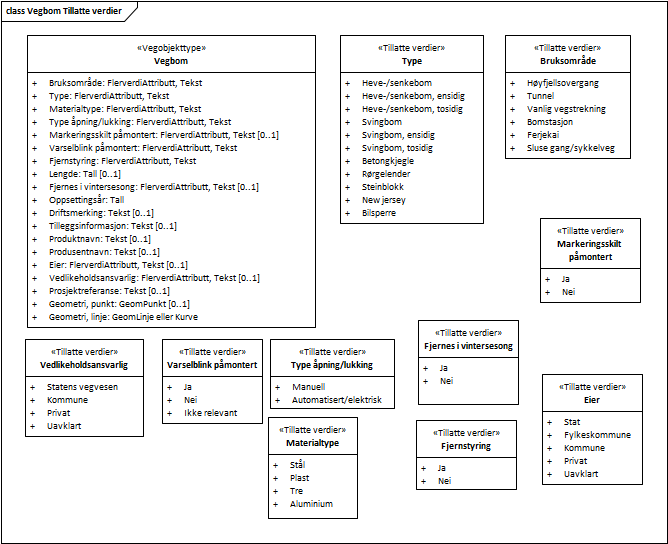 class Vegbom Tillatte verdier
«Vegobjekttype»
Vegbom
+ Bruksområde: FlerverdiAttributt, Tekst
+ Type: FlerverdiAttributt, Tekst
+ Materialtype: FlerverdiAttributt, Tekst
+ Type åpning/lukking: FlerverdiAttributt, Tekst
+ Markeringsskilt påmontert: FlerverdiAttributt, Tekst [0..1]
+ Varselblink påmontert: FlerverdiAttributt, Tekst
+ Fjernstyring: FlerverdiAttributt, Tekst
+ Lengde: Tall [0..1]
+ Fjernes i vintersesong: FlerverdiAttributt, Tekst [0..1]
+ Oppsettingsår: Tall
+ Driftsmerking: Tekst [0..1]
+ Tilleggsinformasjon: Tekst [0..1]
+ Produktnavn: Tekst [0..1]
+ Produsentnavn: Tekst [0..1]
+ Eier: FlerverdiAttributt, Tekst [0..1]
+ Vedlikeholdsansvarlig: FlerverdiAttributt, Tekst [0..1]
+ Prosjektreferanse: Tekst [0..1]
+ Geometri, punkt: GeomPunkt [0..1]
+ Geometri, linje: GeomLinje eller Kurve
«Tillatte verdier»
Type
+ Heve-/senkebom
+ Heve-/senkebom, ensidig
+ Heve-/senkebom, tosidig
+ Svingbom
+ Svingbom, ensidig
+ Svingbom, tosidig
+ Betongkjegle
+ Rørgelender
+ Steinblokk
+ New jersey
+ Bilsperre
«Tillatte verdier»
Bruksområde
+ Høyfjellsovergang
+ Tunnel
+ Vanlig vegstrekning
+ Bomstasjon
+ Ferjekai
+ Sluse gang/sykkelveg
«Tillatte verdier»
Markeringsskilt
påmontert
+ Ja
+ Nei
«Tillatte verdier»
Vedlikeholdsansvarlig
+ Statens vegvesen
+ Kommune
+ Privat
+ Uavklart
«Tillatte verdier»
Varselblink påmontert
+ Ja
+ Nei
+ Ikke relevant
«Tillatte verdier»
Type åpning/lukking
+ Manuell
+ Automatisert/elektrisk
«Tillatte verdier»
Fjernes i vintersesong
+ Ja
+ Nei
«Tillatte verdier»
Eier
+ Stat
+ Fylkeskommune
+ Kommune
+ Privat
+ Uavklart
«Tillatte verdier»
Materialtype
+ Stål
+ Plast
+ Tre
+ Aluminium
«Tillatte verdier»
Fjernstyring
+ Ja
+ Nei